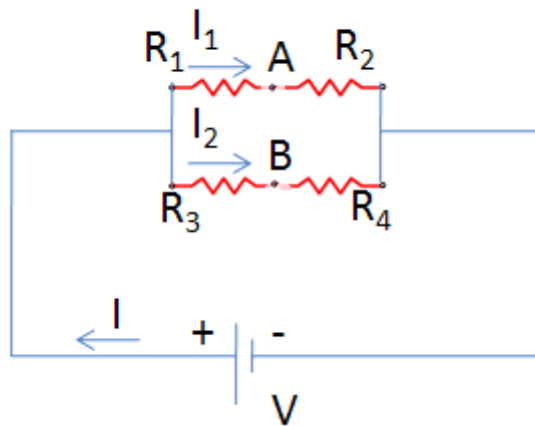 I₁
R₁ A R₂
I₂
B
R₃ R₄
I + -
V